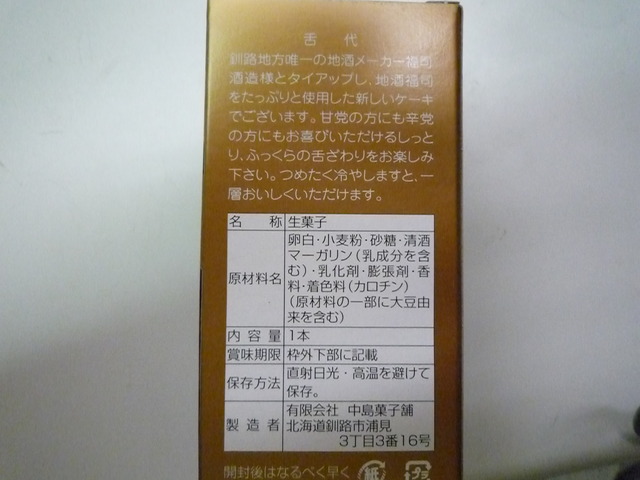 舌代
釧路地方唯一の地酒メーカー福司
酒造様とタイアップし、地酒福司
をたっぷりと使用した新しいケーキ
でございます。甘党の方にも辛党
の方にもお喜びいただけるしっと
り、ふっくらの舌ざわりをお楽しみ
下さい。つめたく冷やしますと、一
層おいしくいただけます。
名称 生菓子
原材料名 卵白・小麦粉・砂糖・清酒
マーガリン(乳成分を含
む)・乳化剤・膨張剤・香
料・着色料(カロチン)
(原材料の一部に大豆由
来を含む)
内容量 1本
賞味期限 枠外下部に記載
保存方法 直射日光・高温を避けて
保存。
製造者 有限会社 中島菓子舗
北海道釧路市浦見
3丁目3番16号
開封後はなるべく早く 紙 プラ